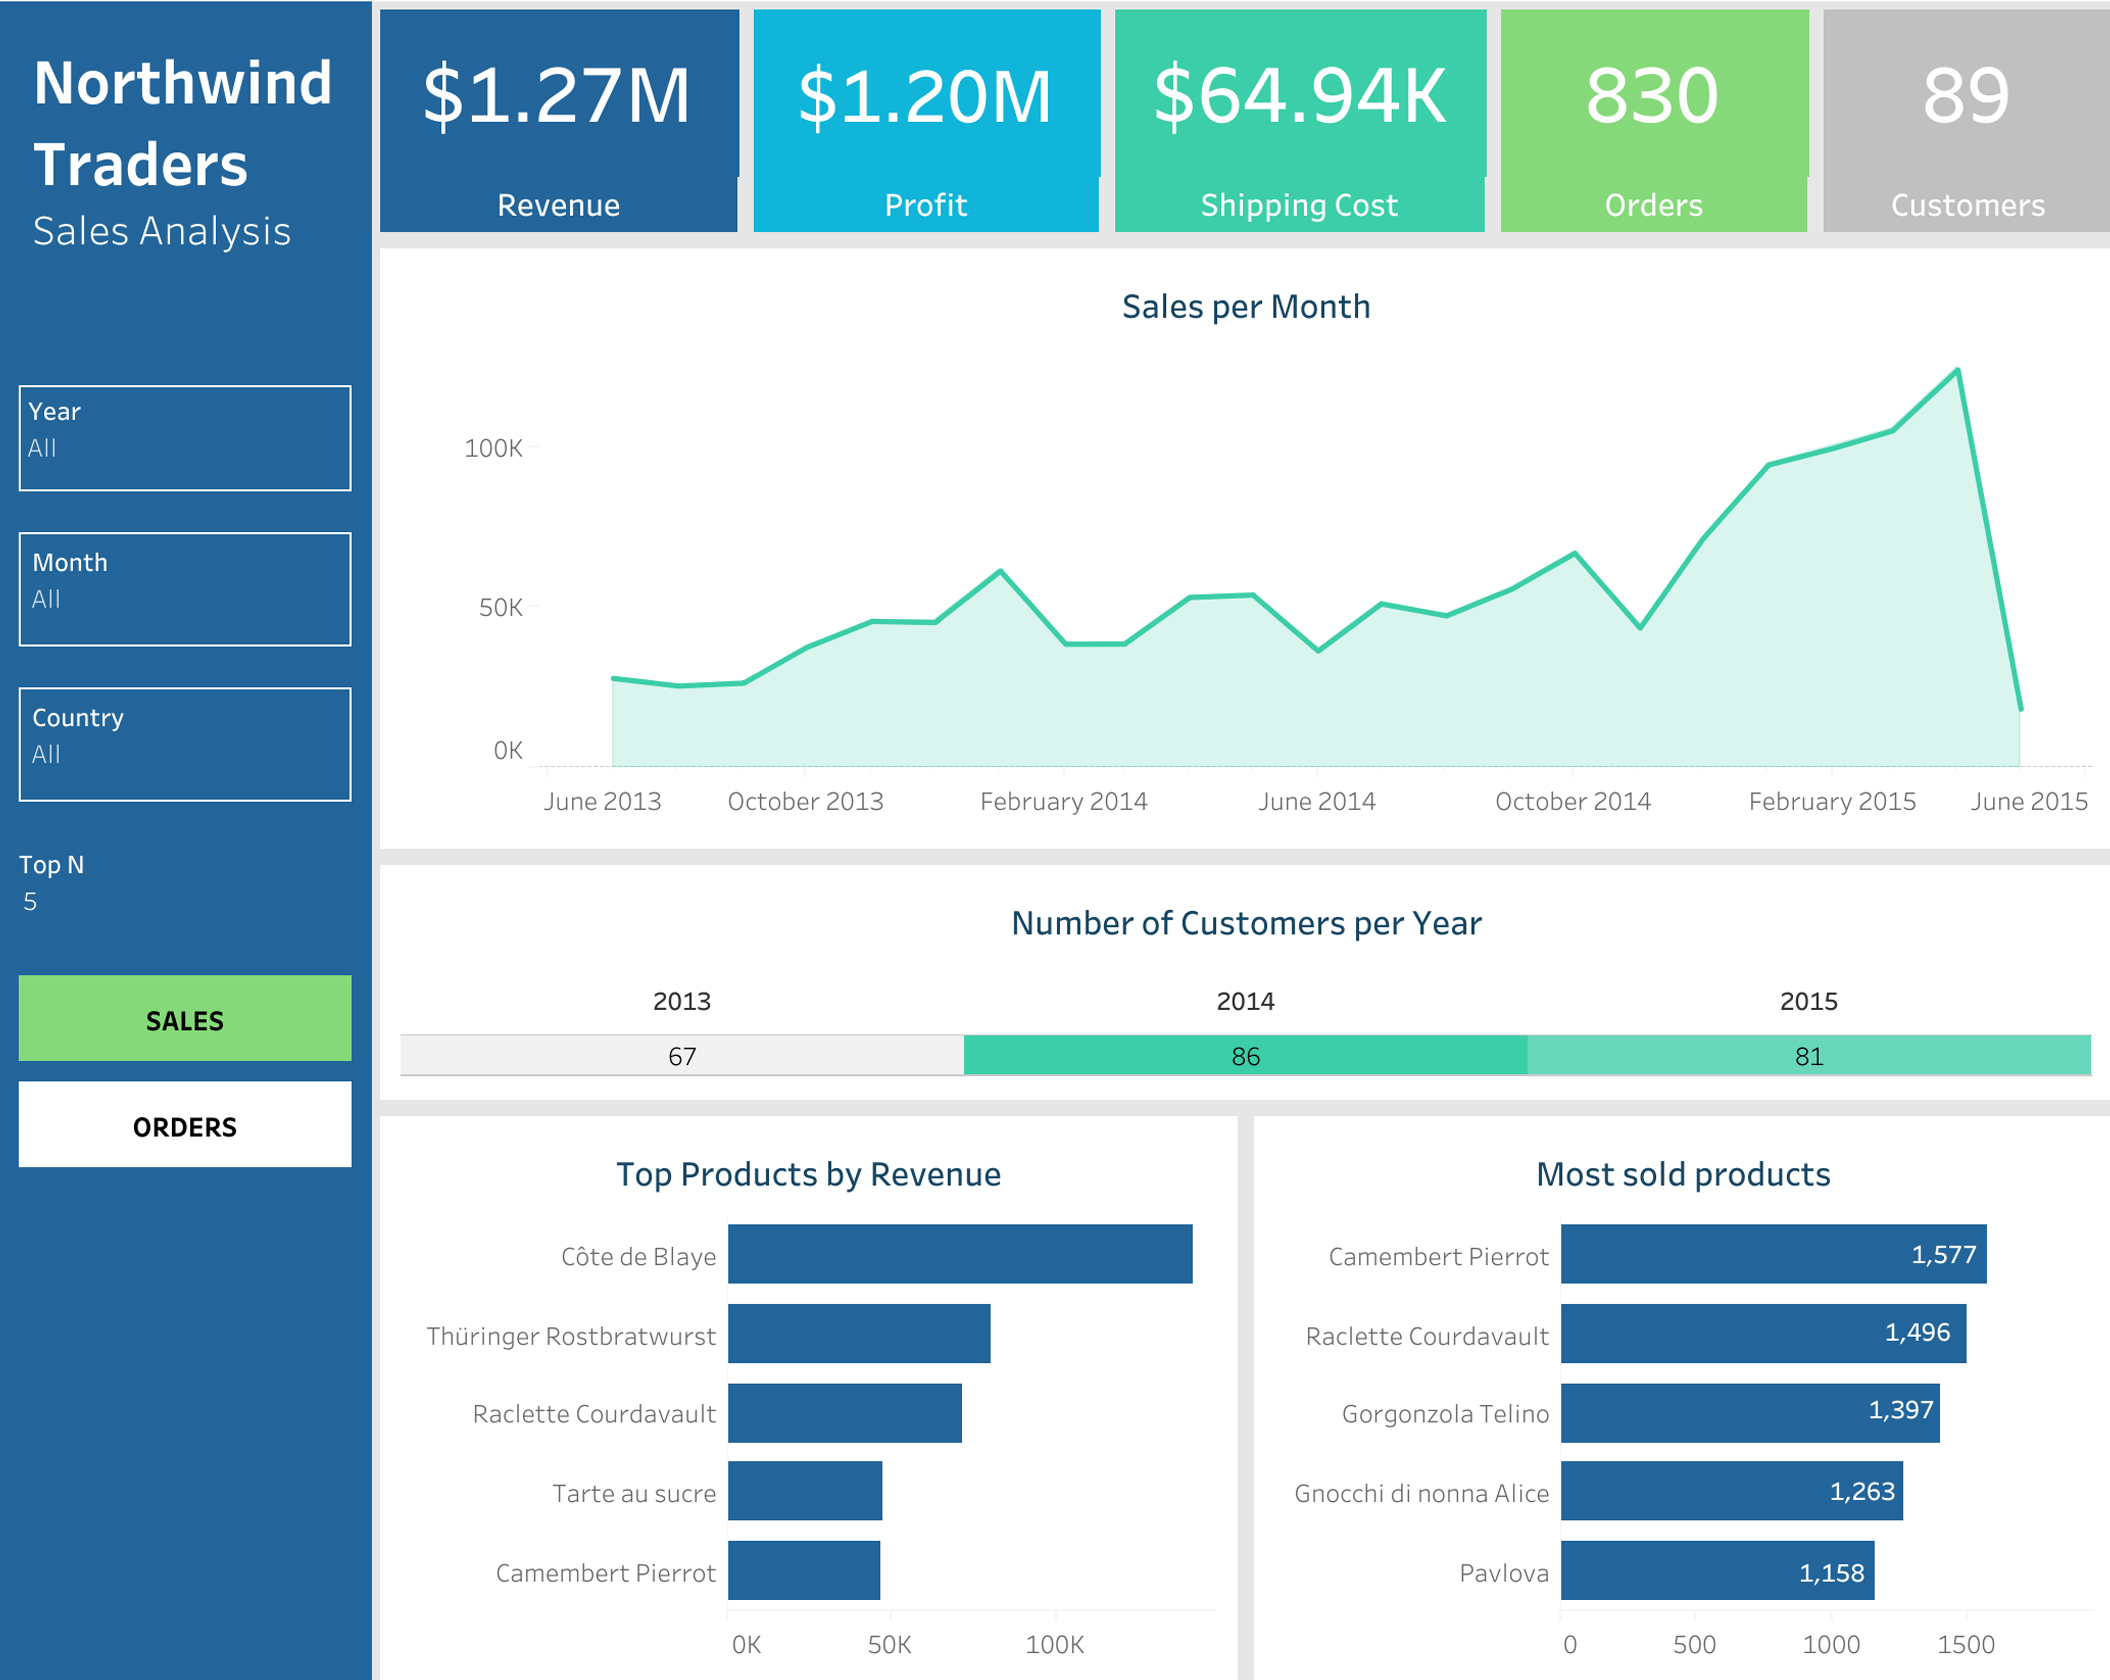 Northwind
Traders
Sales Analysis
Year
All
Month
All
Country
All
Top N
5
SALES
ORDERS
$1.27M
Revenue
$1.20M
Profit
$64.94K
Shipping Cost
830
Orders
89
Customers
Sales per Month
100K
50K
0K
June 2013 October 2013 February 2014 June 2014 October 2014 February 2015 June 2015
Number of Customers per Year
2013 2014 2015
67 86 81
Top Products by Revenue
Côte de Blaye
Thüringer Rostbratwurst
Raclette Courdavault
Tarte au sucre
Camembert Pierrot
0K 50K 100K
Most sold products
Camembert Pierrot 1,577
Raclette Courdavault 1,496
Gorgonzola Telino 1,397
Gnocchi di nonna Alice 1,263
Pavlova 1,158
0 500 1000 1500